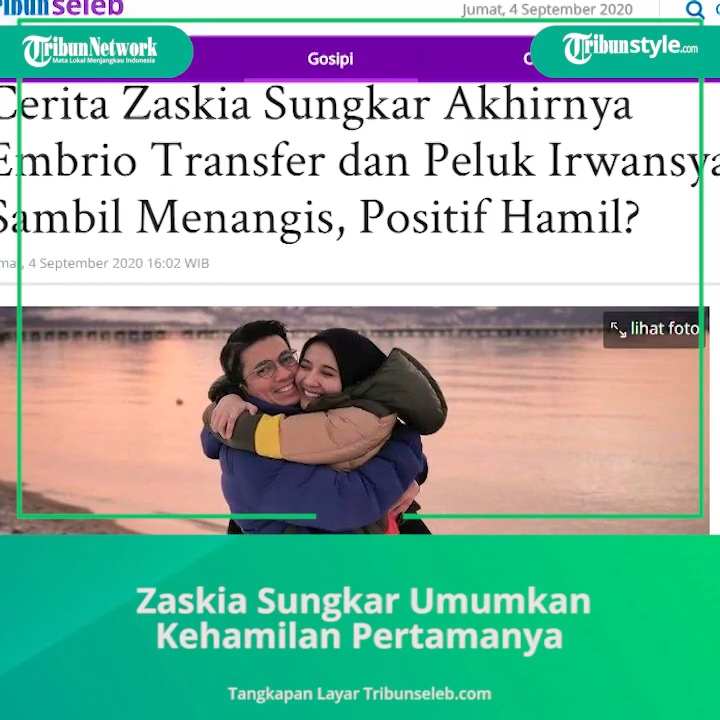 seleb
Jumat, 4 September 2020
TribunNetwork
Mata Lokal Menjangkau Indonesia
Tribunstyle.com
Gosipi
Cerita Zaskia Sungkar Akhirnya
Embrio Transfer dan Peluk Irwansya
Sambil Menangis, Positif Hamil?
4 September 2020 16:02 WIB
lihat foto
Zaskia Sungkar Umumkan
Kehamilan Pertamanya
Tangkapan Layar Tribunseleb.com